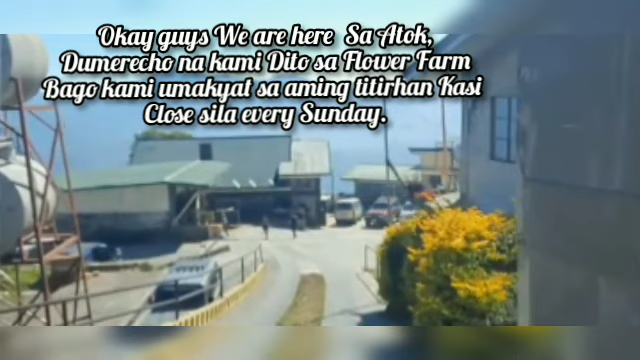 Okay guys We are here Sa Atok,
Dumerecho na kami Dito sa Flower Farm
Bago kami umakyat sa aming titirhan Kasi
Close sila every Sunday.